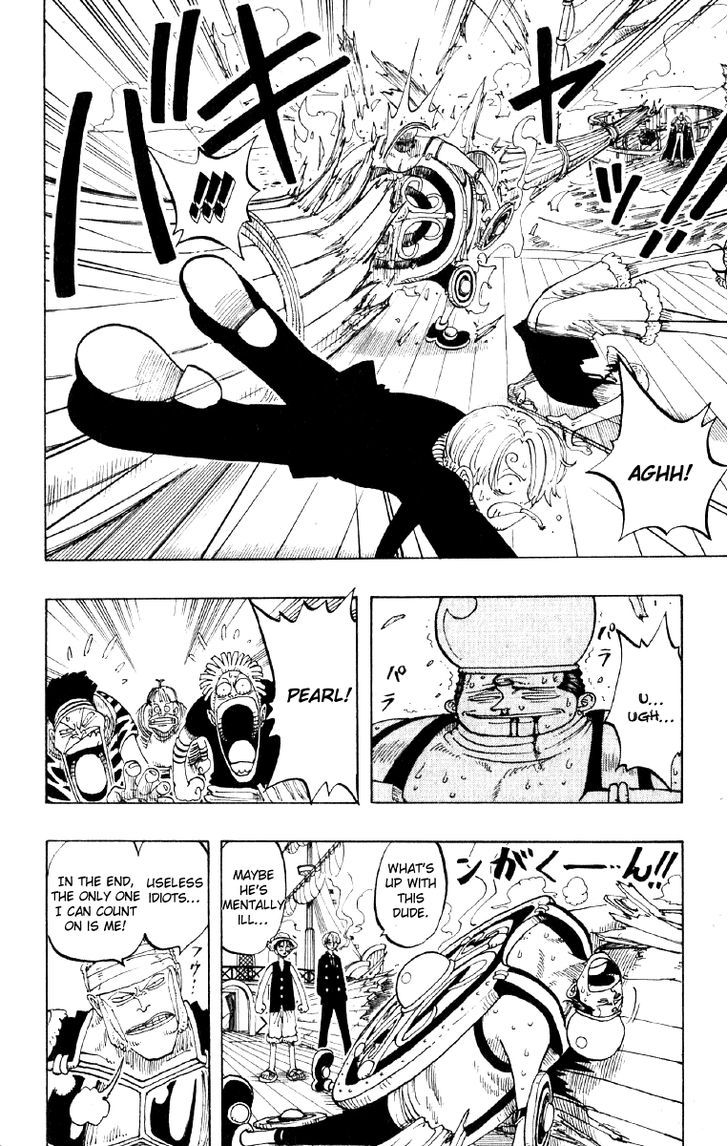 バキャ!!
!!!
AGHH!
U...
UGH...
パラ
パラ
PEARL!
ンがくー…ん!!
WHAT'S
UP WITH
THIS
DUDE.
MAYBE
HE'S
MENTALLY
ILL...
USELESS
IDIOTS...
IN THE END,
THE ONLY ONE
I CAN COUNT
ON IS ME!